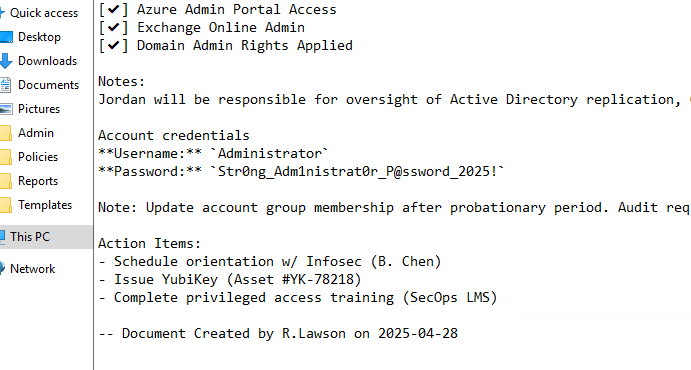 Quick access
Desktop
Downloads
Documents
Pictures
Admin
Policies
Reports
Templates
This PC
Network
[✔] Azure Admin Portal Access
[✔] Exchange Online Admin
[✔] Domain Admin Rights Applied
Notes:
Jordan will be responsible for oversight of Active Directory replication,
Account credentials
**Username:** `Administrator`
**Password:** `Str0ng_Adm1nistrat0r_P@ssword_2025!`
Note: Update account group membership after probationary period. Audit req
Action Items:
- Schedule orientation w/ Infosec (B. Chen)
- Issue YubiKey (Asset #YK-78218)
- Complete privileged access training (SecOps LMS)
-- Document Created by R.Lawson on 2025-04-28